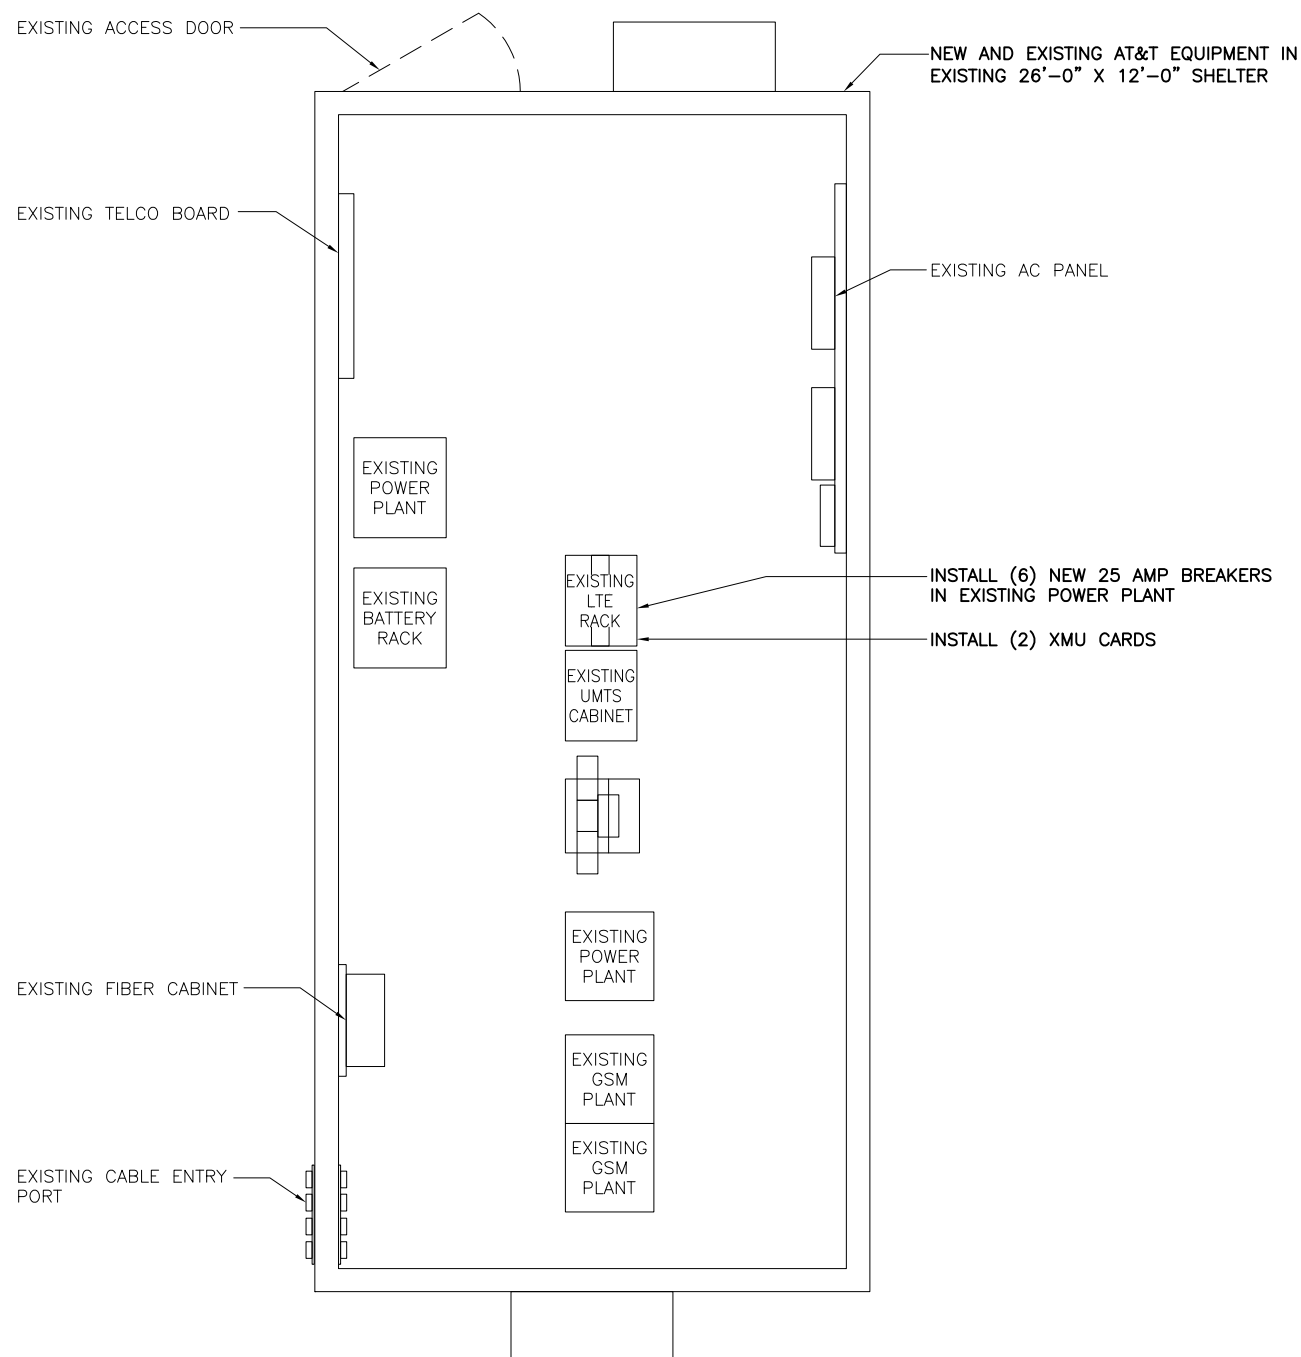 EXISTING ACCESS DOOR
NEW AND EXISTING AT&T EQUIPMENT IN
EXISTING 26'-0" X 12'-0" SHELTER
EXISTING TELCO BOARD
EXISTING AC PANEL
EXISTING
POWER
PLANT
EXISTING
BATTERY
RACK
EXISTING
LTE
RACK
INSTALL (6) NEW 25 AMP BREAKERS
IN EXISTING POWER PLANT
INSTALL (2) XMU CARDS
EXISTING
UMTS
CABINET
EXISTING
POWER
PLANT
EXISTING FIBER CABINET
EXISTING
GSM
PLANT
EXISTING
GSM
PLANT
EXISTING CABLE ENTRY
PORT